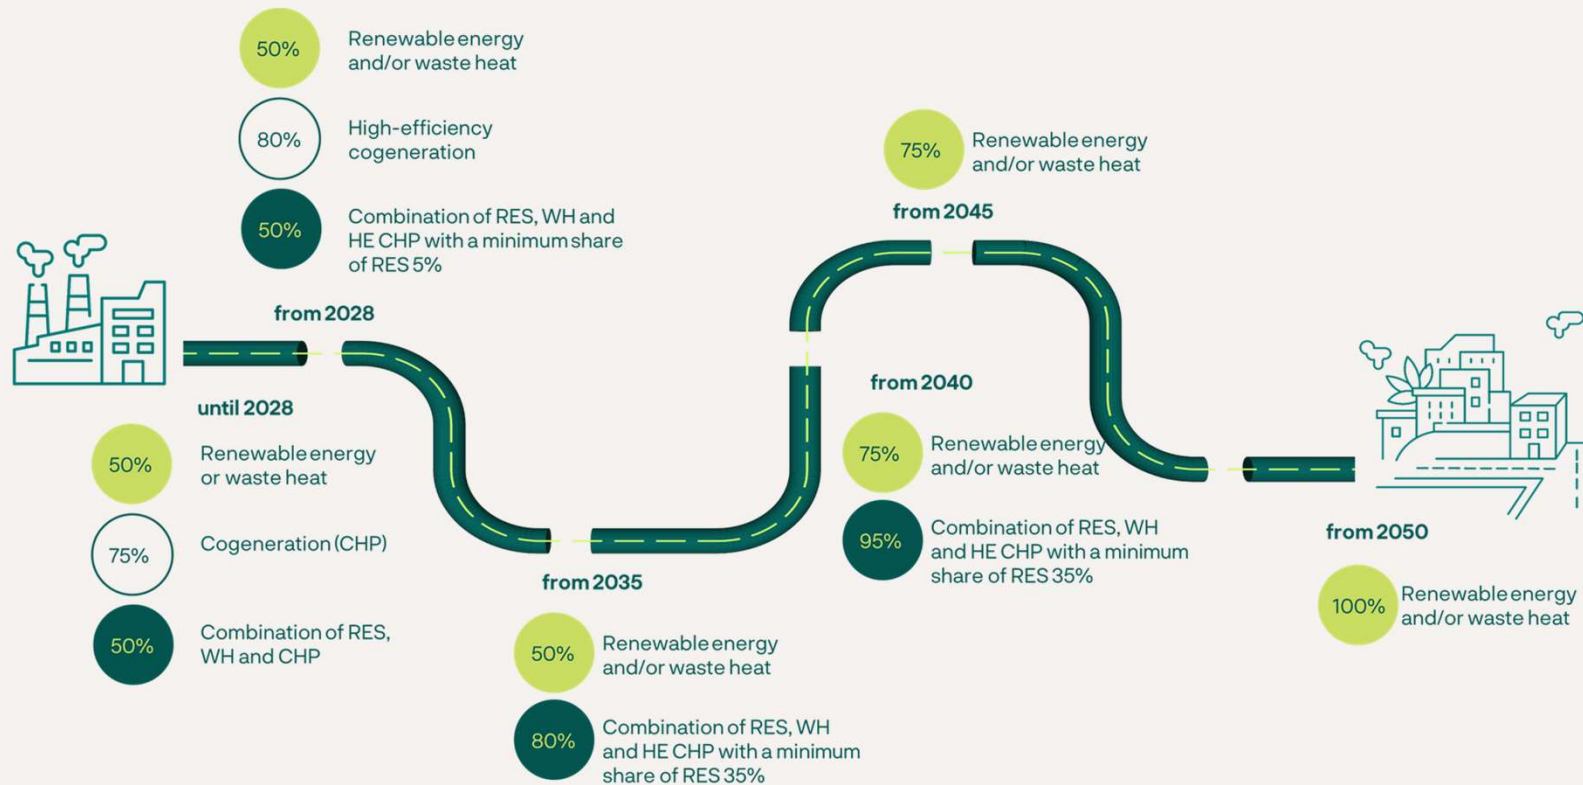 50%
Renewable energy
and/or waste heat
80%
High-efficiency
cogeneration
50%
Combination of RES, WH and
HE CHP with a minimum share
of RES 5%
from 2028
until 2028
50%
Renewable energy
or waste heat
75%
Cogeneration (CHP)
50%
Combination of RES,
WH and CHP
from 2035
50%
Renewable energy
and/or waste heat
80%
Combination of RES, WH
and HE CHP with a minimum
share of RES 35%
from 2040
75%
Renewable energy
and/or waste heat
95%
Combination of RES, WH
and HE CHP with a minimum
share of RES 35%
75%
Renewable energy
and/or waste heat
from 2045
from 2050
100%
Renewable energy
and/or waste heat